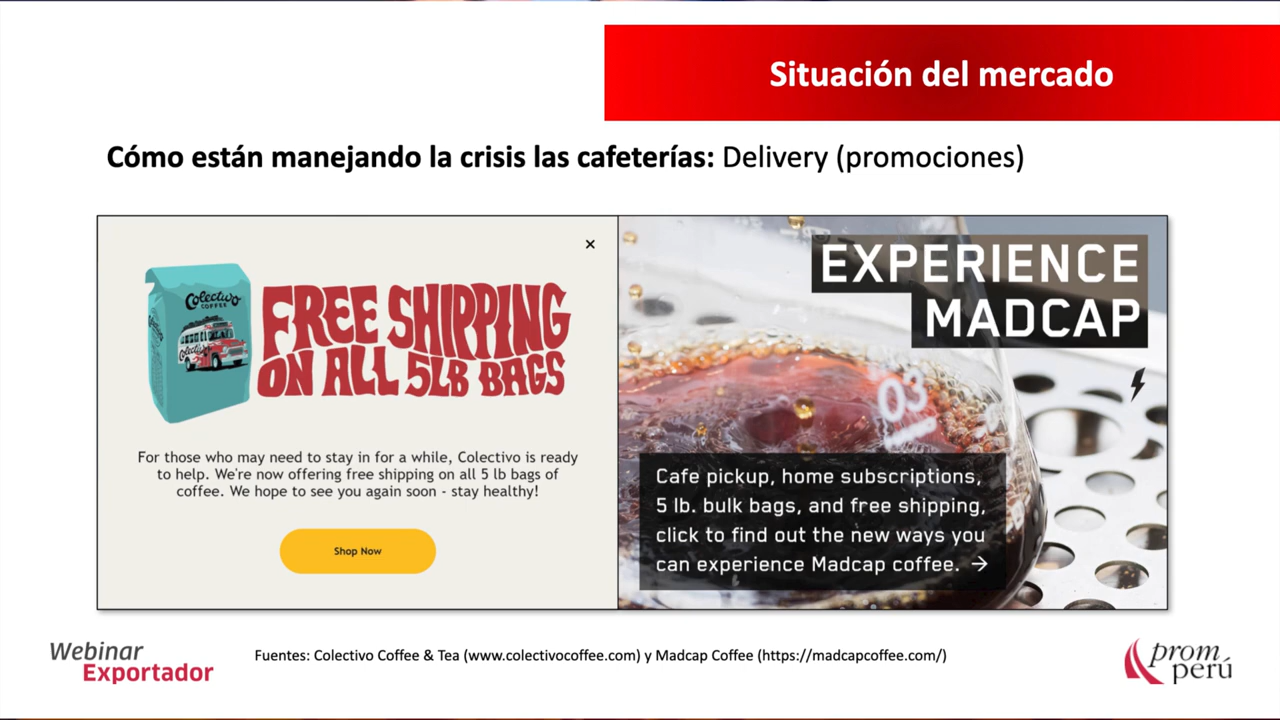 Situación del mercado
Cómo están manejando la crisis las cafeterías: Delivery (promociones)
Colectivo
COFFEE
Colectivo
FREE SHIPPING
ON ALL 5LB BAGS
For those who may need to stay in for a while, Colectivo is ready
to help. We're now offering free shipping on all 5 lb bags of
coffee. We hope to see you again soon - stay healthy!
Shop Now
EXPERIENCE
MADCAP
03
Cafe pickup, home subscriptions,
5 lb. bulk bags, and free shipping,
click to find out the new ways you
can experience Madcap coffee. →
Webinar
Exportador
Fuentes: Colectivo Coffee & Tea (www.colectivocoffee.com) y Madcap Coffee (https://madcapcoffee.com/)
prom
perú